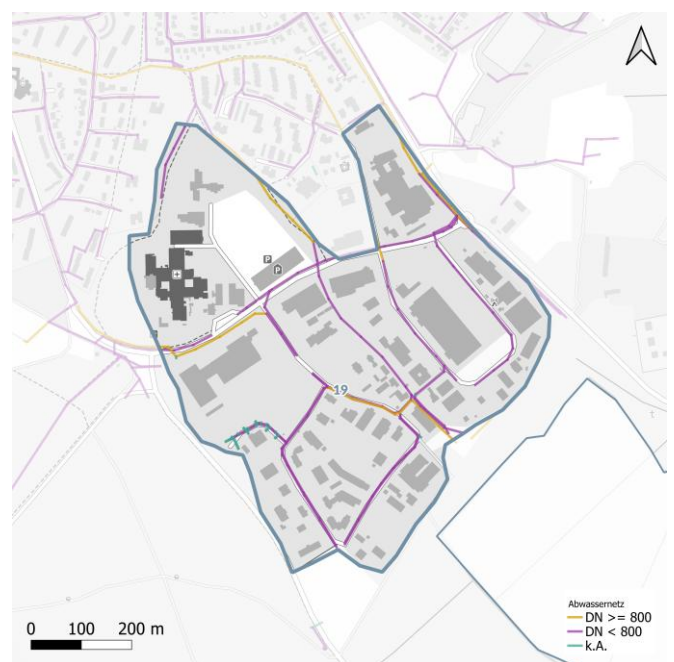 P
P
19
0 100 200 m
Abwassernetz
DN >= 800
DN < 800
k.A.